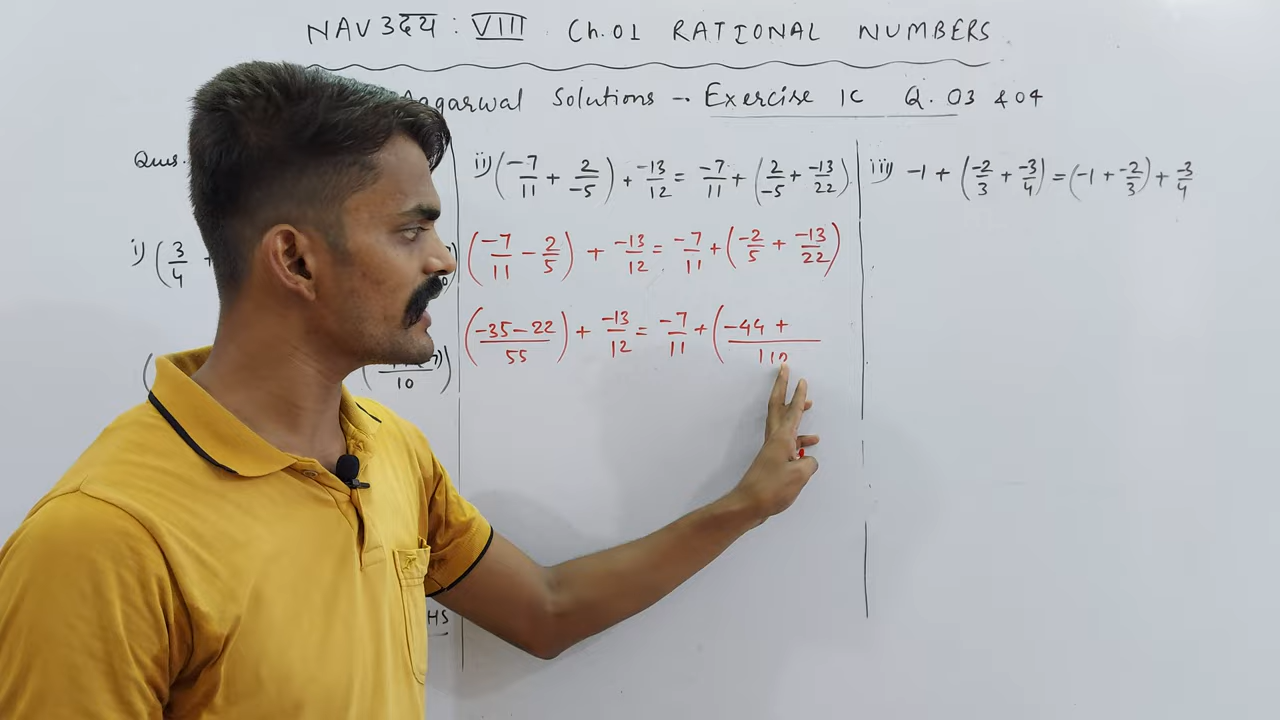 NAV उदय : VIII Ch.01 RATIONAL NUMBERS
Aggarwal Solutions → Exercise 1C Q. 03 & 04
Ques.
i) (3/4 +
10
ii) (-7/11 + 2/-5) + -13/12 = -7/11 + (2/-5 + -13/22)
(-7/11 - 2/5) + -13/12 = -7/11 + (-2/5 + -13/22)
(-35-22/55) + -13/12 = -7/11 + (-44 + /110
iii) -1 + (-2/3 + -3/4) = (-1 + -2/3) + -3/4
HS